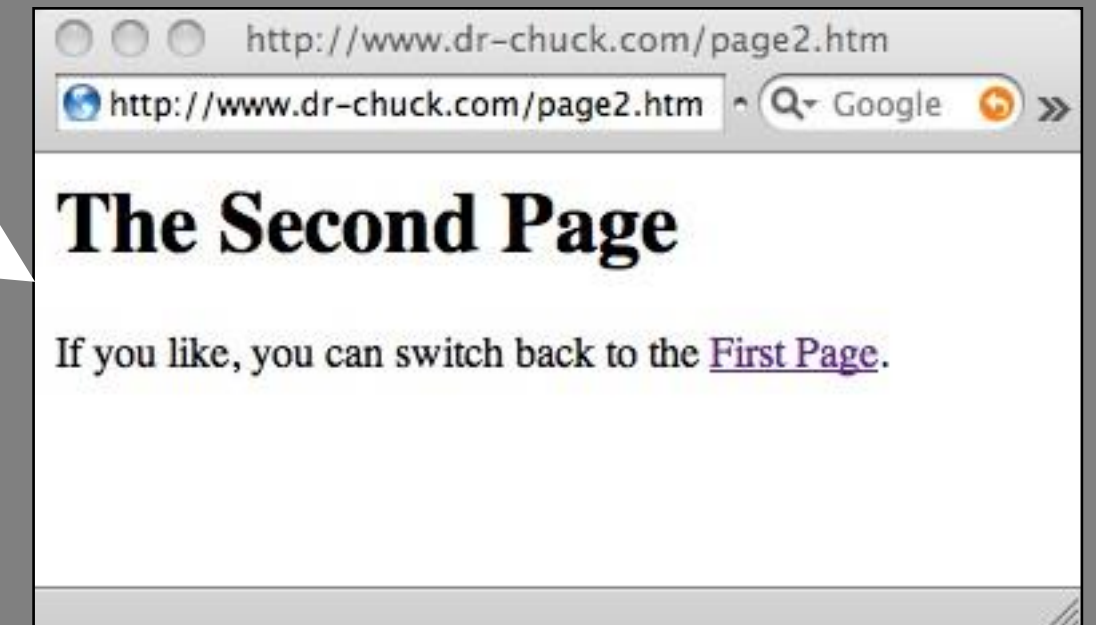 http://www.dr-chuck.com/page2.htm
http://www.dr-chuck.com/page2.htm Google »
The Second Page
If you like, you can switch back to the First Page.